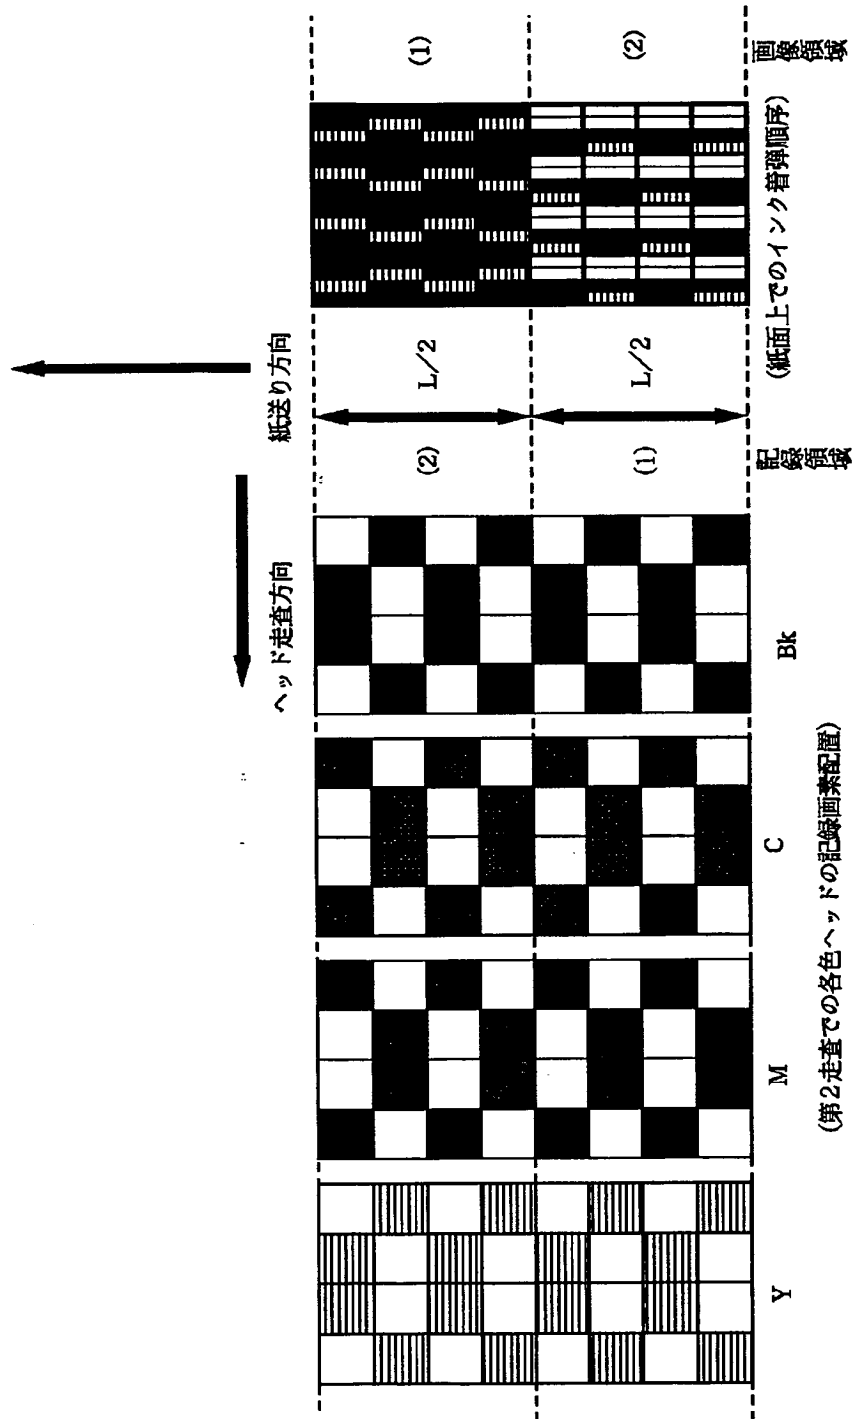 画像領域
(1)
(2)
(紙面上でのインク着弾順序)
紙送り方向
L/2
L/2
記録領域
(2)
(1)
ヘッド走査方向
Bk
C
M
Y
(第2走査での各色ヘッドの記録画素配置)